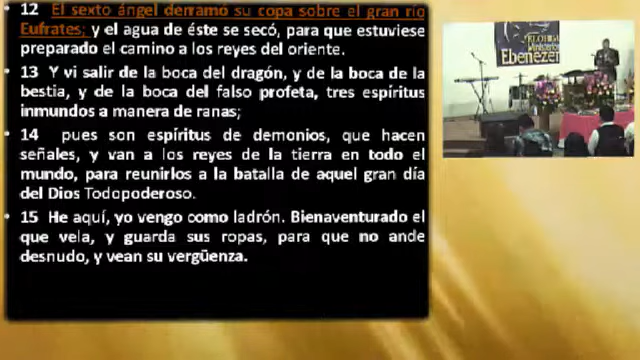 12 El sexto ángel derramó su copa sobre el gran río
Eufrates; y el agua de éste se secó, para que estuviese
preparado el camino a los reyes del oriente.
13 Y vi salir de la boca del dragón, y de la boca de la
bestia, y de la boca del falso profeta, tres espíritus
inmundos a manera de ranas;
14 pues son espíritus de demonios, que hacen
señales, y van a los reyes de la tierra en todo el
mundo, para reunirlos a la batalla de aquel gran día
del Dios Todopoderoso.
15 He aquí, yo vengo como ladrón. Bienaventurado el
que vela, y guarda sus ropas, para que no ande
desnudo, y vean su vergüenza.
Ministerios
Ebenezer